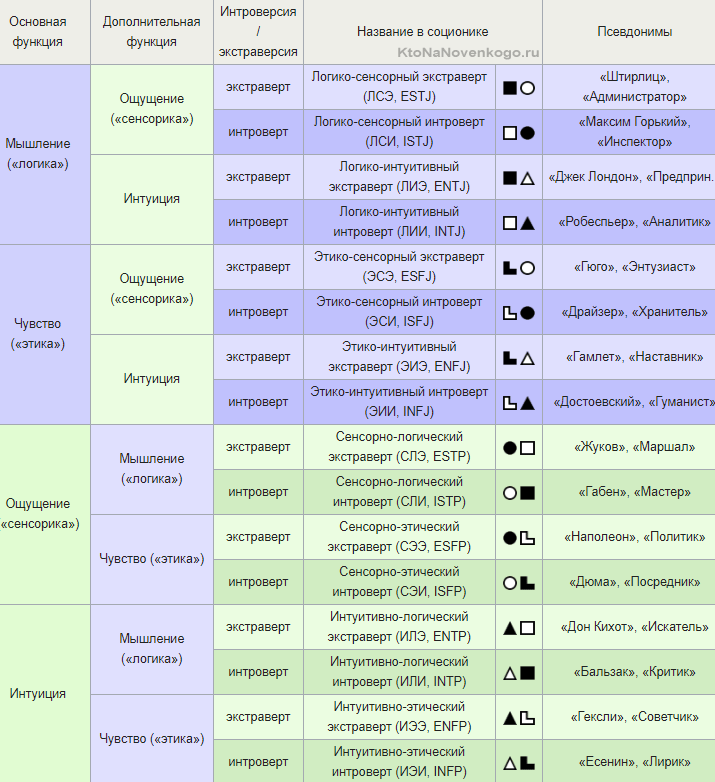 Основная функция
Дополнительная функция
Интроверсия / экстраверсия
Название в соционике
Псевдонимы
KtoNaNovenkogo.ru
Мышление («логика»)
Ощущение («сенсорика»)
экстраверт
Логико-сенсорный экстраверт
(ЛСЭ, ESTJ)
«Штирлиц»,
«Администратор»
интроверт
Логико-сенсорный интроверт
(ЛСИ, ISTJ)
«Максим Горький»,
«Инспектор»
Интуиция
экстраверт
Логико-интуитивный
экстраверт (ЛИЭ, ENTJ)
«Джек Лондон», «Предприн.
интроверт
Логико-интуитивный
интроверт (ЛИИ, INTJ)
«Робеспьер», «Аналитик»
Чувство
(«этика»)
Ощущение
(«сенсорика»)
экстраверт
Этико-сенсорный экстраверт
(ЭСЭ, ESFJ)
«Гюго», «Энтузиаст»
интроверт
Этико-сенсорный интроверт
(ЭСИ, ISFJ)
«Драйзер», «Хранитель»
Интуиция
экстраверт
Этико-интуитивный
экстраверт (ЭИЭ, ENFJ)
«Гамлет», «Наставник»
интроверт
Этико-интуитивный интроверт
(ЭИИ, INFJ)
«Достоевский», «Гуманист»
Ощущение
«сенсорика»)
Мышление
(«логика»)
экстраверт
Сенсорно-логический
экстраверт (СЛЭ, ESTP)
«Жуков», «Маршал»
интроверт
Сенсорно-логический
интроверт (СЛИ, ISTP)
«Габен», «Мастер»
Чувство («этика»)
экстраверт
Сенсорно-этический
экстраверт (СЭЭ, ESFP)
«Наполеон», «Политик»
интроверт
Сенсорно-этический
интроверт (СЭИ, ISFP)
«Дюма», «Посредник»
Интуиция
Мышление
(«логика»)
экстраверт
Интуитивно-логический
экстраверт (ИЛЭ, ENTP)
«Дон Кихот», «Искатель»
интроверт
Интуитивно-логический
интроверт (ИЛИ, INTP)
«Бальзак», «Критик»
Чувство («этика»)
экстраверт
Интуитивно-этический
экстраверт (ИЭЭ, ENFP)
«Гексли», «Советчик»
интроверт
Интуитивно-этический
интроверт (ИЭИ, INFP)
«Есенин», «Лирик»